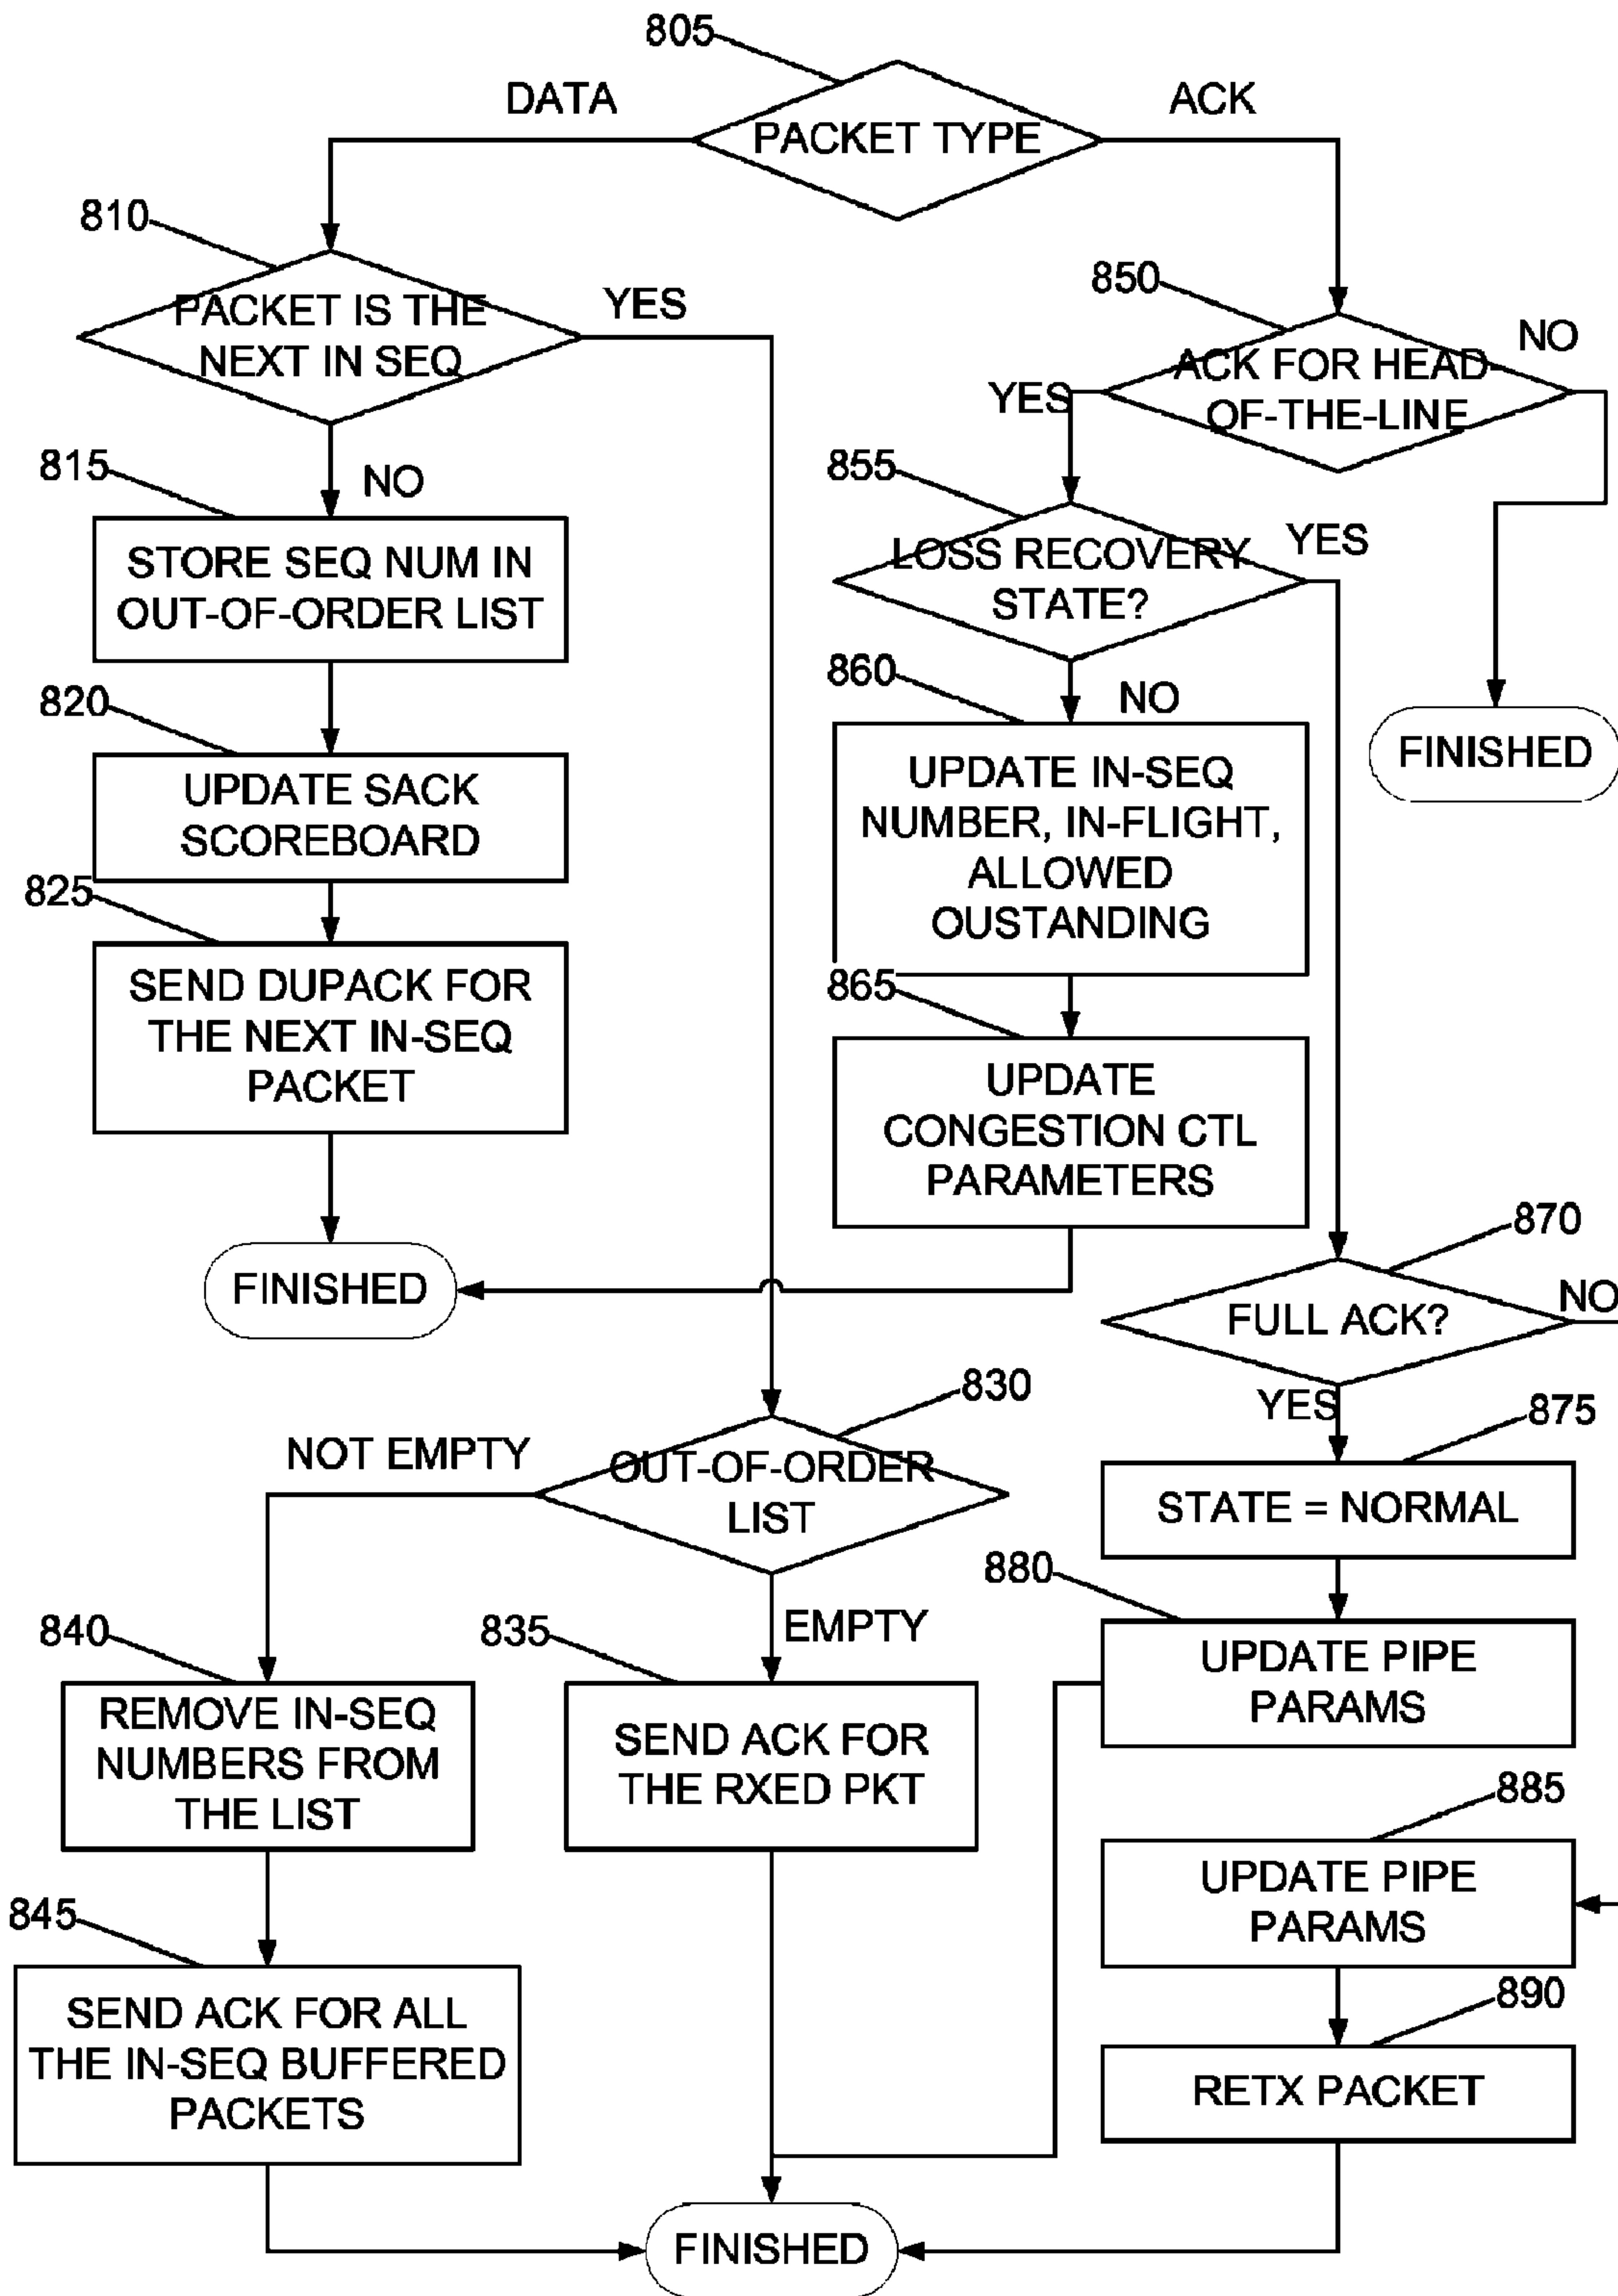 805
DATA
ACK
PACKET TYPE
810
PACKET IS THE
NEXT IN SEQ
YES
850
ACK FOR HEAD-
OF-THE-LINE
NO
YES
815
NO
STORE SEQ NUM IN
OUT-OF-ORDER LIST
855
LOSS RECOVERY
STATE?
YES
820
UPDATE SACK
SCOREBOARD
860
NO
UPDATE IN-SEQ
NUMBER, IN-FLIGHT,
ALLOWED
OUSTANDING
FINISHED
825
SEND DUPACK FOR
THE NEXT IN-SEQ
PACKET
865
UPDATE
CONGESTION CTL
PARAMETERS
FINISHED
870
FULL ACK?
NO
YES
830
NOT EMPTY
OUT-OF-ORDER
LIST
875
STATE = NORMAL
840
835
EMPTY
880
UPDATE PIPE
PARAMS
REMOVE IN-SEQ
NUMBERS FROM
THE LIST
SEND ACK FOR
THE RXED PKT
885
UPDATE PIPE
PARAMS
845
SEND ACK FOR ALL
THE IN-SEQ BUFFERED
PACKETS
890
RETX PACKET
FINISHED